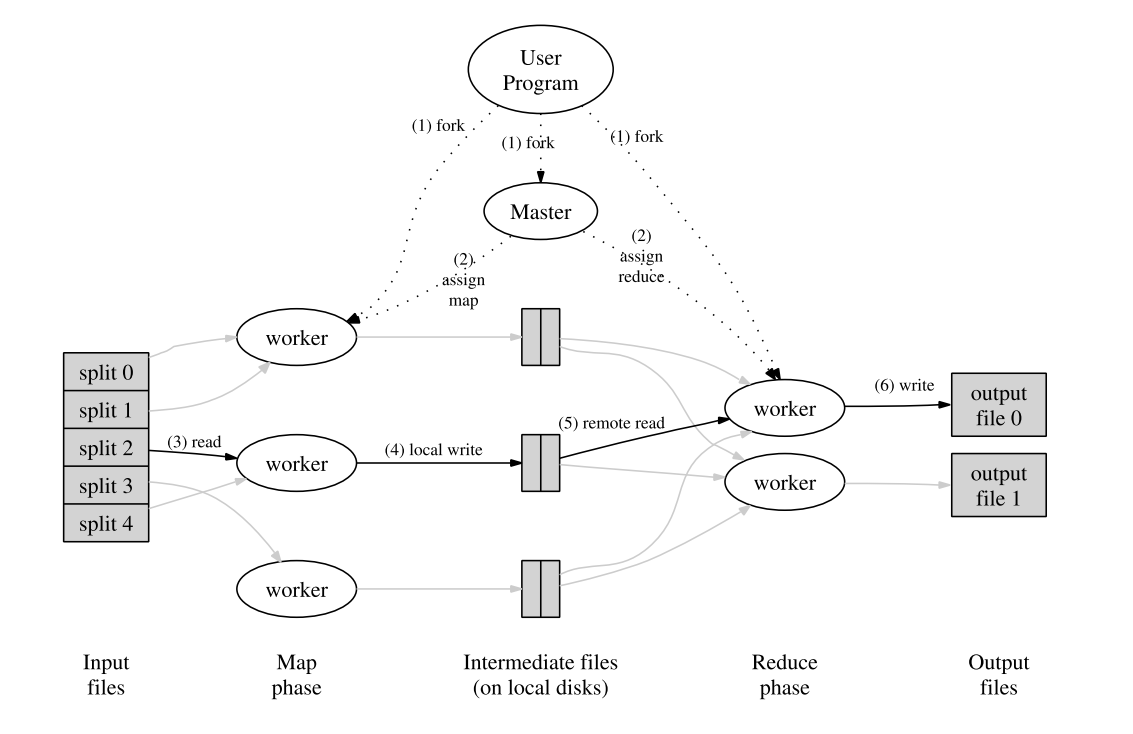 User
Program
(1) fork
(1) fork
(1) fork
Master
(2)
assign
map
(2)
assign
reduce
split 0
split 1
split 2
split 3
split 4
(3) read
worker
worker
worker
(4) local write
(5) remote read
worker
worker
(6) write
output
file 0
output
file 1
Input
files
Map
phase
Intermediate files
(on local disks)
Reduce
phase
Output
files